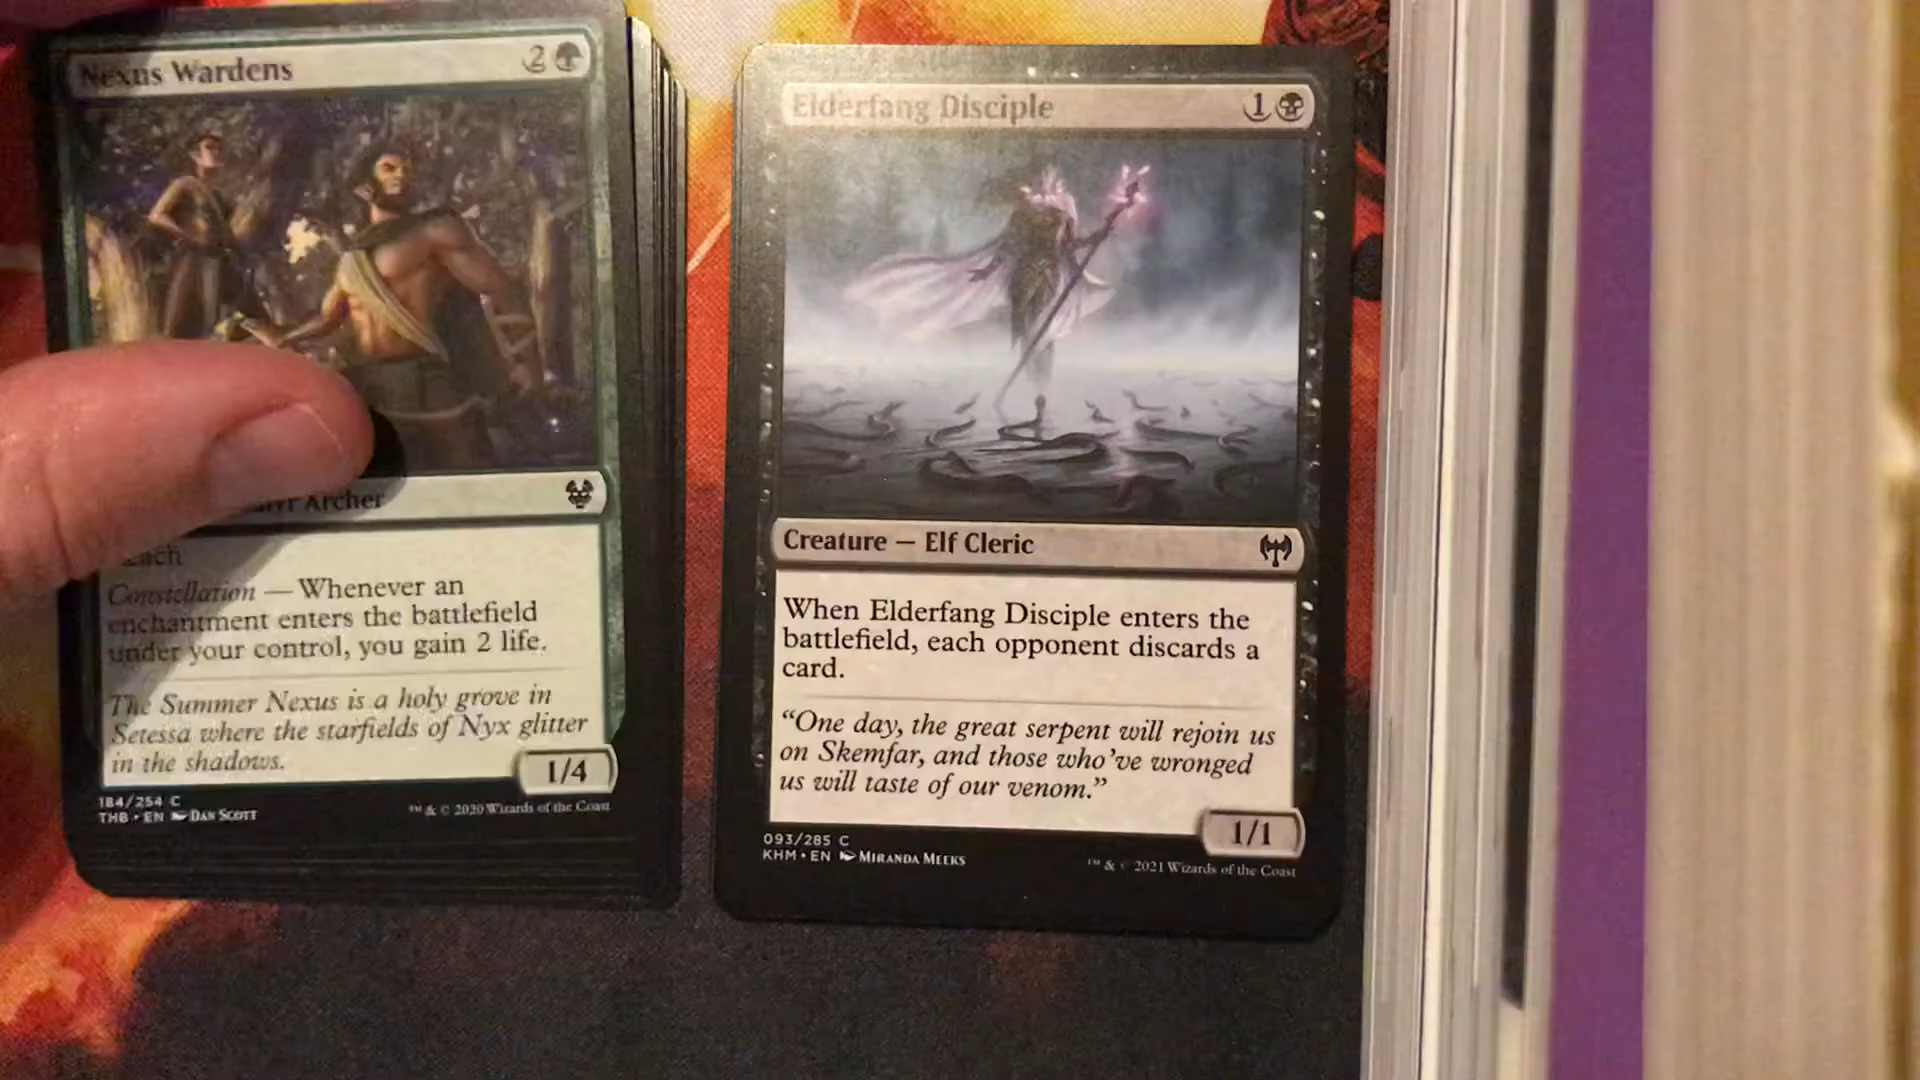 Nexus Wardens
2
Archer
Constellation — Whenever an
enchantment enters the battlefield
under your control, you gain 2 life.
The Summer Nexus is a holy grove in
Setessa where the starfields of Nyx glitter
in the shadows.
1/4
184/254 C
THB • EN DAN SCOTT
™ & © 2020 Wizards of the Coast
Elderfang Disciple
1
Creature — Elf Cleric
When Elderfang Disciple enters the
battlefield, each opponent discards a
card.
“One day, the great serpent will rejoin us
on Skemfar, and those who've wronged
us will taste of our venom.”
1/1
093/285 C
KHM • EN MIRANDA MEEKS
™ & © 2021 Wizards of the Coast